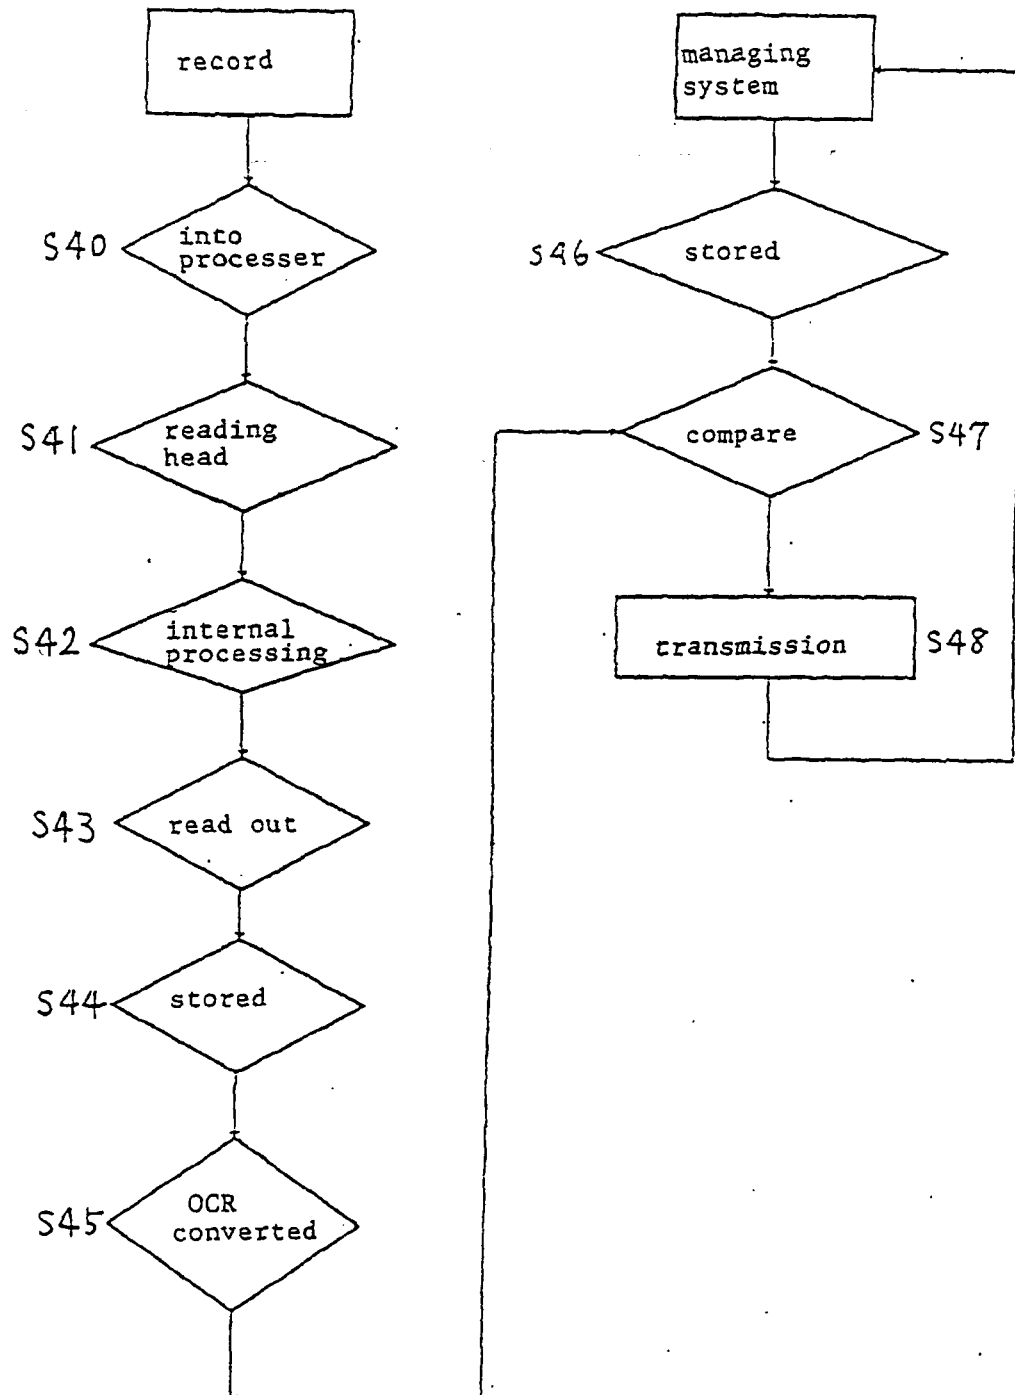 record
S40
into
processer
S41
reading
head
S42
internal
processing
S43
read out
S44
stored
S45
OCR
converted
managing
system
S46
stored
compare
S47
transmission
S48